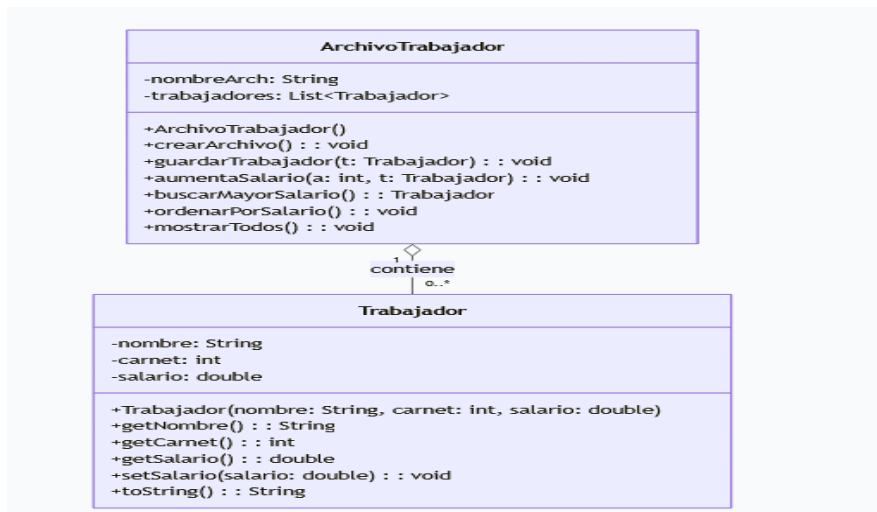 ArchivoTrabajador
-nombreArch: String
-trabajadores: List<Trabajador>
+ArchivoTrabajador()
+crearArchivo() : : void
+guardarTrabajador(t: Trabajador) : : void
+aumentaSalario(a: int, t: Trabajador) : : void
+buscarMayorSalario() : : Trabajador
+ordenarPorSalario() : : void
+mostrarTodos() : : void
1
contiene
0..*
Trabajador
-nombre: String
-carnet: int
-salario: double
+Trabajador(nombre: String, carnet: int, salario: double)
+getNombre() : : String
+getCarnet() : : int
+getSalario() : : double
+setSalario(salario: double) : : void
+toString() : : String